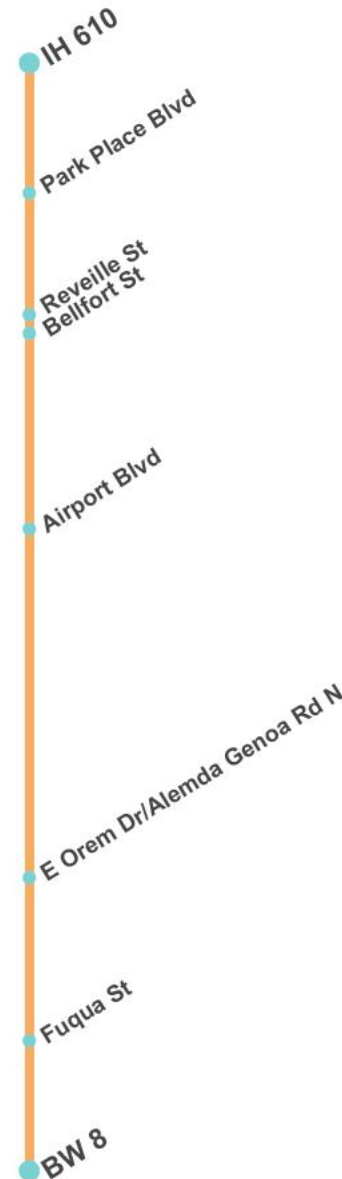 IH 610
Park Place Blvd
Reveille St
Bellfort St
Airport Blvd
E Orem Dr/Alemda Genoa Rd N
Fuqua St
BW 8